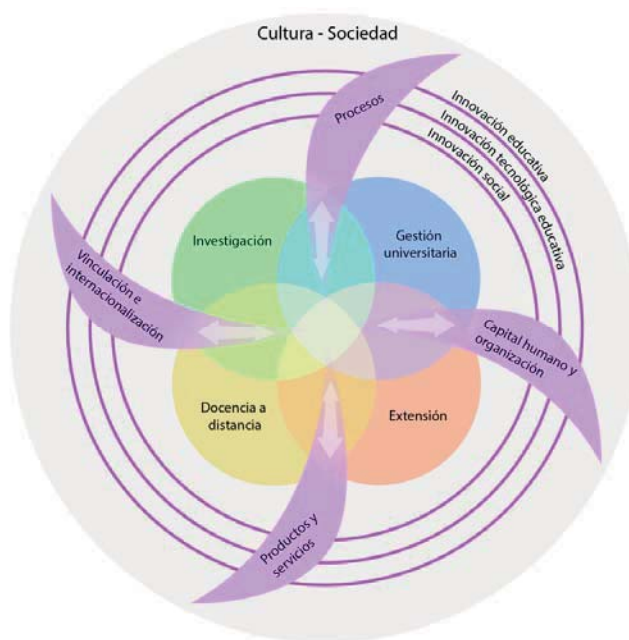 Cultura - Sociedad
Procesos
Innovación educativa
Innovación tecnológica educativa
Innovación social
Investigación
Gestión
universitaria
Vinculación e
internacionalización
Capital humano y
organización
Docencia a
distancia
Extensión
Productos y
servicios